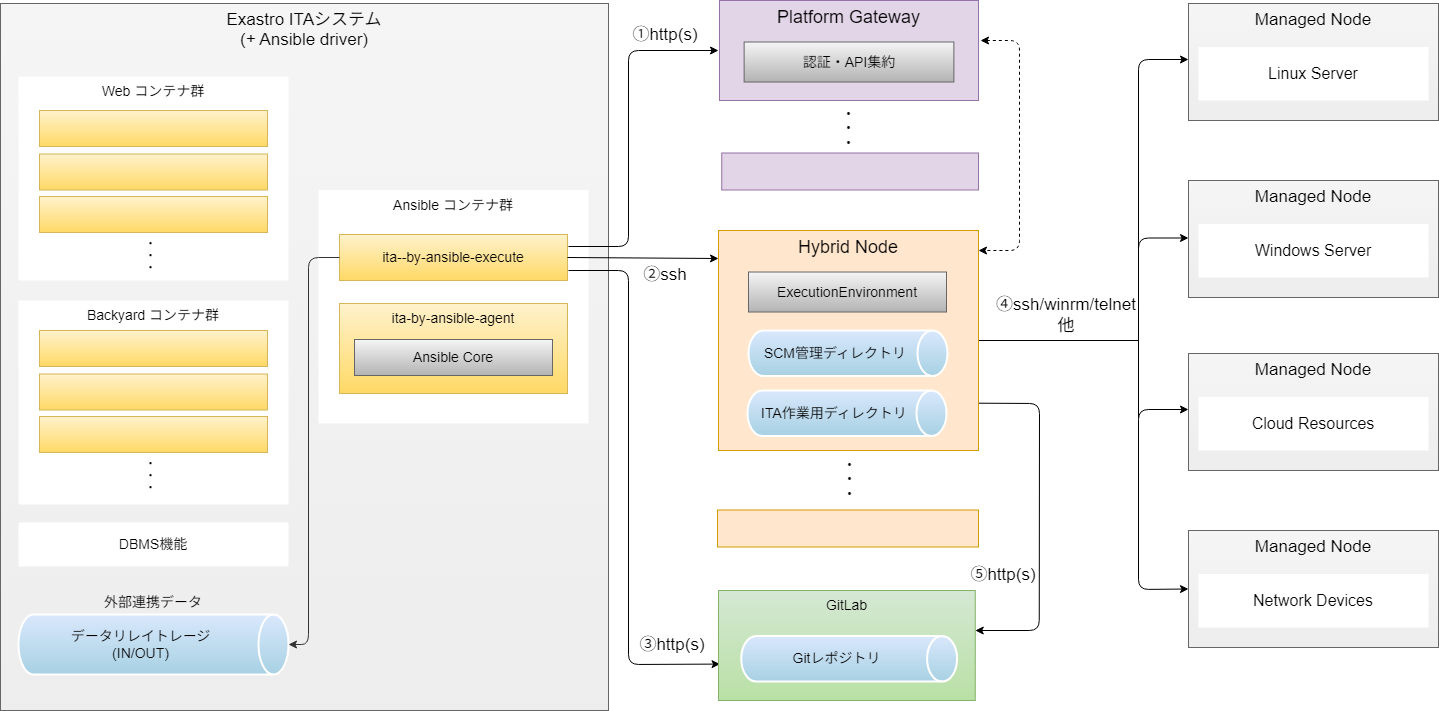 Exastro ITAシステム
(+ Ansible driver)
Web コンテナ群
Backyard コンテナ群
DBMS機能
外部連携データ
データリレイトレージ
(IN/OUT)
Ansible コンテナ群
ita--by-ansible-execute
ita-by-ansible-agent
Ansible Core
①http(s)
②ssh
③http(s)
Platform Gateway
認証・API集約
Hybrid Node
ExecutionEnvironment
SCM管理ディレクトリ
ITA作業用ディレクトリ
④ssh/winrm/telnet
他
⑤http(s)
GitLab
Gitレポジトリ
Managed Node
Linux Server
Managed Node
Windows Server
Managed Node
Cloud Resources
Managed Node
Network Devices